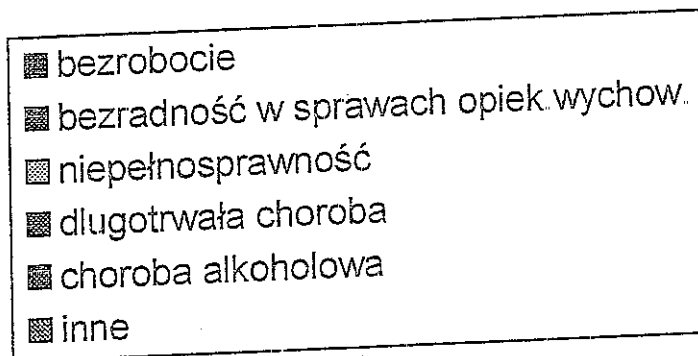 bezrobocie
bezradność w sprawach opiek.wychow.
niepełnosprawność
dlugotrwała choroba
choroba alkoholowa
inne